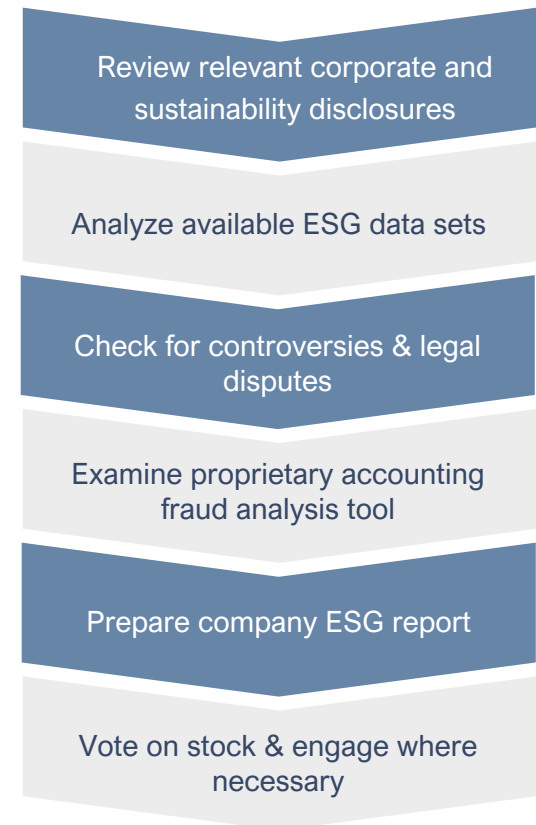 Review relevant corporate and
sustainability disclosures
Analyze available ESG data sets
Check for controversies & legal
disputes
Examine proprietary accounting
fraud analysis tool
Prepare company ESG report
Vote on stock & engage where
necessary